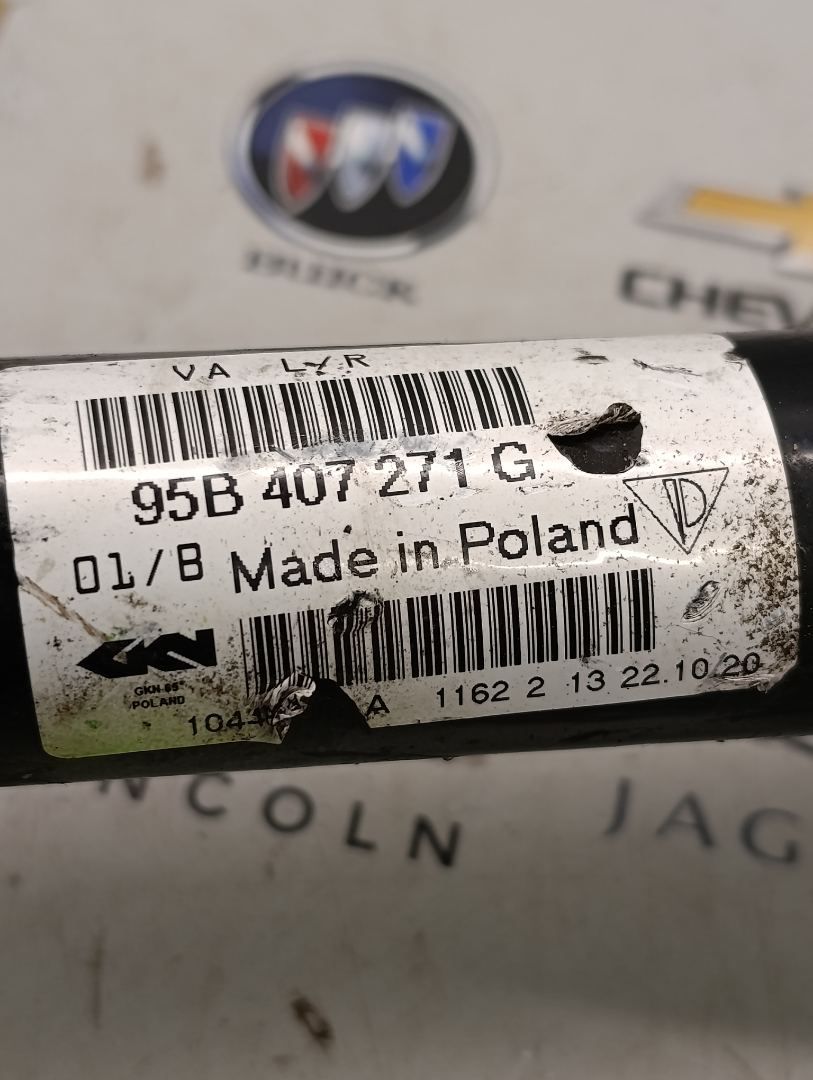 BUICK
CHEV
VA L+R
95B 407 271 G
01/B Made in Poland
GKN
GKN-
POLAND
A 1162 2 13 22.10 20
NCOLN
JAG